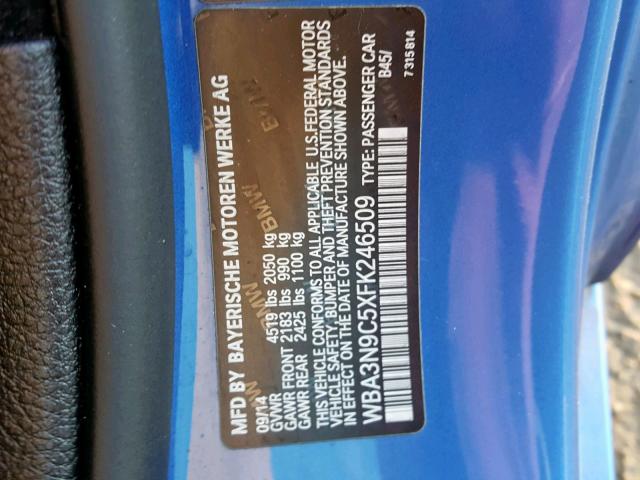 MFD BY BAYERISCHE MOTOREN WERKE AG
09/14
GVWR 4519 lbs 2050 kg
GAWR FRONT 2183 lbs 990 kg
GAWR REAR 2425 lbs 1100 kg
THIS VEHICLE CONFORMS TO ALL APPLICABLE U.S.FEDERAL MOTOR
VEHICLE SAFETY, BUMPER AND THEFT PREVENTION STANDARDS
IN EFFECT ON THE DATE OF MANUFACTURE SHOWN ABOVE.
WBA3N9C5XFK246509 TYPE: PASSENGER CAR
B45/
7 315 814
BMW
BMW
BMW